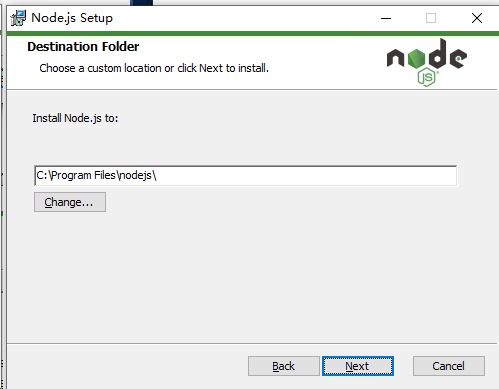 Node.js Setup
Destination Folder
Choose a custom location or click Next to install.
node
JS
Install Node.js to:
C:\Program Files\nodejs\
Change...
Back
Next
Cancel